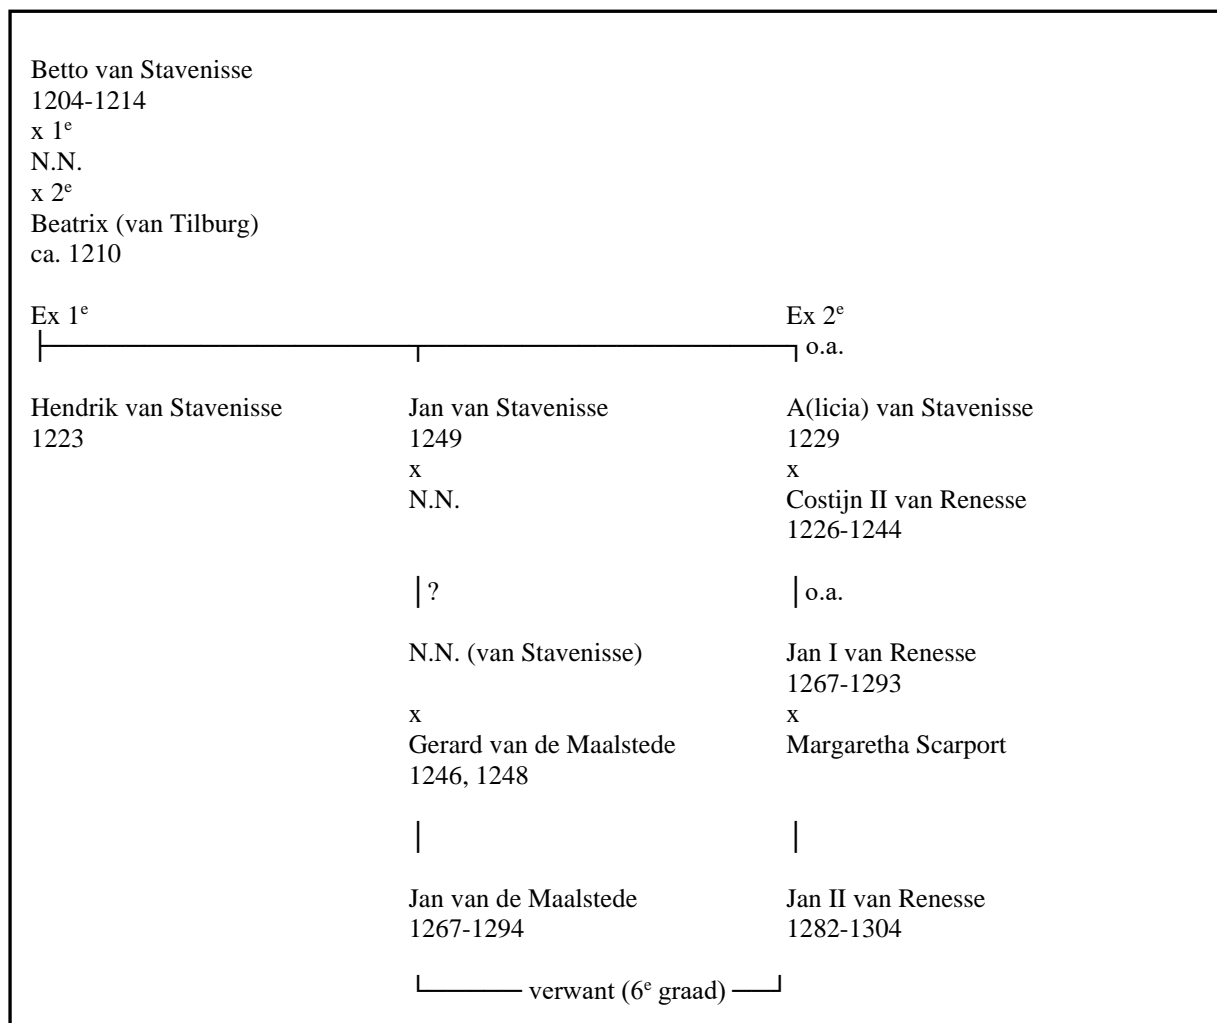 Betto van Stavenisse
1204-1214
x 1e
N.N.
x 2e
Beatrix (van Tilburg)
ca. 1210
Ex 1e Ex 2e
o.a.
Hendrik van Stavenisse Jan van Stavenisse A(licia) van Stavenisse
1223 1249 1229
x x
N.N. Costijn II van Renesse
1226-1244
? o.a.
N.N. (van Stavenisse) Jan I van Renesse
1267-1293
x x
Gerard van de Maalstede Margaretha Scarport
1246, 1248
Jan van de Maalstede Jan II van Renesse
1267-1294 1282-1304
verwant (6e graad)